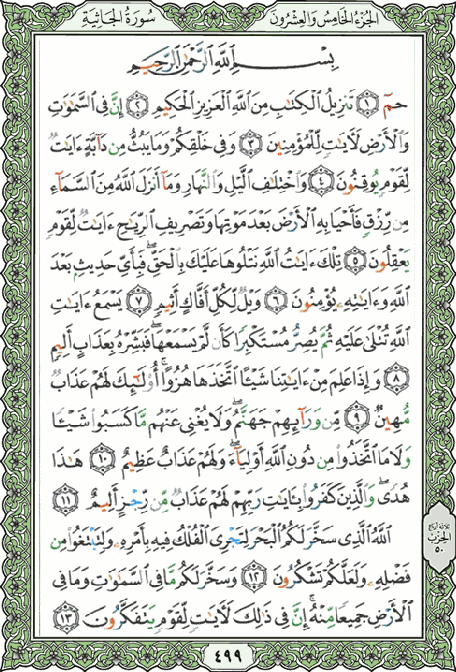 الجُزْءُ الخَامِسُ وَالعِشْرُونَ
سُورَةُ الجَاثِيَةِ
بِسْمِ ٱللَّهِ ٱلرَّحْمَٰنِ ٱلرَّحِيمِ
حمٓ ١ تَنزِيلُ ٱلْكِتَٰبِ مِنَ ٱللَّهِ ٱلْعَزِيزِ ٱلْحَكِيمِ ٢ إِنَّ فِى ٱلسَّمَٰوَٰتِ
وَٱلْأَرْضِ لَءَايَٰتٍ لِّلْمُؤْمِنِينَ ٣ وَفِى خَلْقِكُمْ وَمَا يَبُثُّ مِن دَآبَّةٍ ءَايَٰتٌ
لِّقَوْمٍ يُوقِنُونَ ٤ وَٱخْتِلَٰفِ ٱلَّيْلِ وَٱلنَّهَارِ وَمَآ أَنزَلَ ٱللَّهُ مِنَ ٱلسَّمَآءِ
مِن رِّزْقٍ فَأَحْيَا بِهِ ٱلْأَرْضَ بَعْدَ مَوْتِهَا وَتَصْرِيفِ ٱلرِّيَٰحِ ءَايَٰتٌ لِّقَوْمٍ
يَعْقِلُونَ ٥ تِلْكَ ءَايَٰتُ ٱللَّهِ نَتْلُوهَا عَلَيْكَ بِٱلْحَقِّ ۖ فَبِأَىِّ حَدِيثٍۭ بَعْدَ
ٱللَّهِ وَءَايَٰتِهِۦ يُؤْمِنُونَ ٦ وَيْلٌ لِّكُلِّ أَفَّاكٍ أَثِيمٍ ٧ يَسْمَعُ ءَايَٰتِ
ٱللَّهِ تُتْلَىٰ عَلَيْهِ ثُمَّ يُصِرُّ مُسْتَكْبِرًا كَأَن لَّمْ يَسْمَعْهَا ۖ فَبَشِّرْهُ بِعَذَابٍ أَلِيمٍ
٨ وَإِذَا عَلِمَ مِنْ ءَايَٰتِنَا شَيْـًٔا ٱتَّخَذَهَا هُزُوًا ۚ أُو۟لَٰٓئِكَ لَهُمْ عَذَابٌ
مُّهِينٌ ٩ مِّن وَرَآئِهِمْ جَهَنَّمُ ۖ وَلَا يُغْنِى عَنْهُم مَّا كَسَبُوا۟ شَيْـًٔا
وَلَا مَا ٱتَّخَذُوا۟ مِن دُونِ ٱللَّهِ أَوْلِيَآءَ ۖ وَلَهُمْ عَذَابٌ عَظِيمٌ ١٠ هَٰذَا
هُدًى ۖ وَٱلَّذِينَ كَفَرُوا۟ بِـَٔايَٰتِ رَبِّهِمْ لَهُمْ عَذَابٌ مِّن رِّجْزٍ أَلِيمٌ ١١
ٱللَّهُ ٱلَّذِى سَخَّرَ لَكُمُ ٱلْبَحْرَ لِتَجْرِىَ ٱلْفُلْكُ فِيهِ بِأَمْرِهِۦ وَلِتَبْتَغُوا۟ مِن
فَضْلِهِۦ وَلَعَلَّكُمْ تَشْكُرُونَ ١٢ وَسَخَّرَ لَكُم مَّا فِى ٱلسَّمَٰوَٰتِ وَمَا فِى
ٱلْأَرْضِ جَمِيعًا مِّنْهُ ۚ إِنَّ فِى ذَٰلِكَ لَءَايَٰتٍ لِّقَوْمٍ يَتَفَكَّرُونَ ١٣
ثلاثة أرباع
الحزب
٥٠
٤٩٩